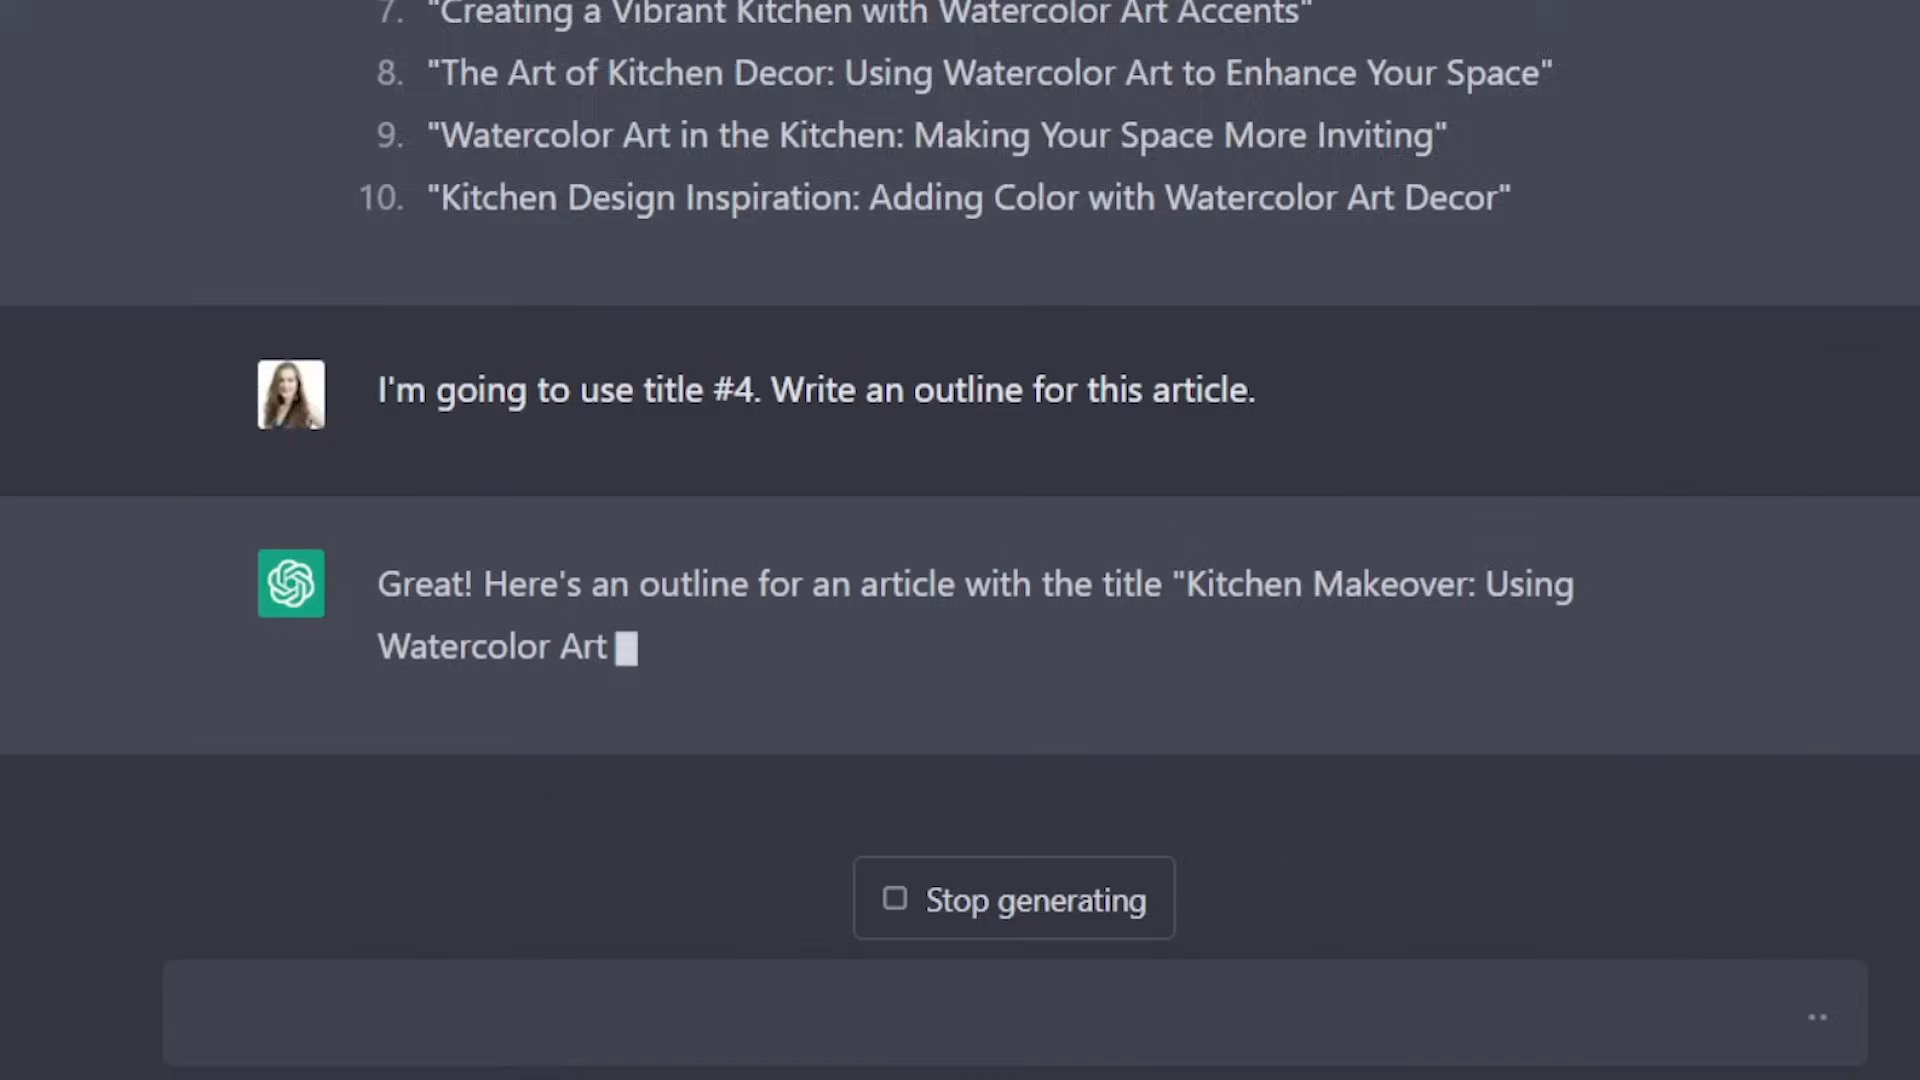 7. "Creating a Vibrant Kitchen with Watercolor Art Accents"
8. "The Art of Kitchen Decor: Using Watercolor Art to Enhance Your Space"
9. "Watercolor Art in the Kitchen: Making Your Space More Inviting"
10. "Kitchen Design Inspiration: Adding Color with Watercolor Art Decor"
I'm going to use title #4. Write an outline for this article.
Great! Here's an outline for an article with the title "Kitchen Makeover: Using
Watercolor Art
Stop generating